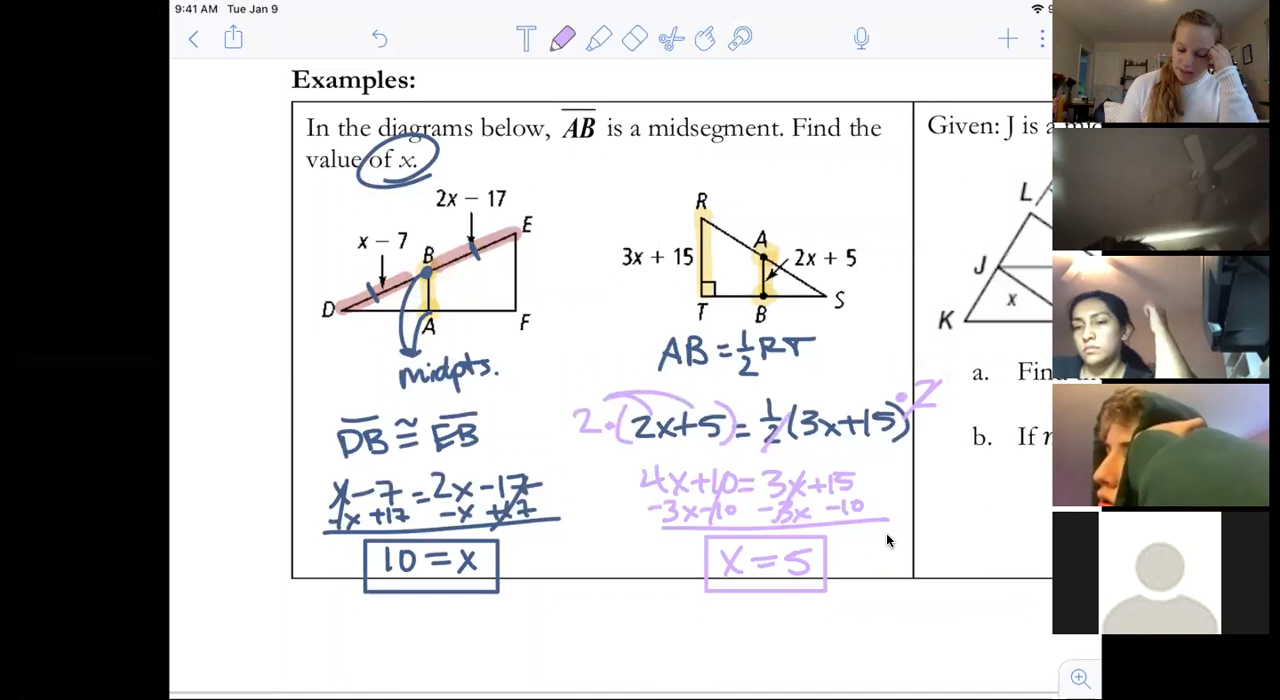 9:41 AM Tue Jan 9
Examples:
In the diagrams below, AB is a midsegment. Find the
value of x.
2x – 17
x – 7
B
E
D
A
F
midpts.
DB ≅ EB
x-7=2x-17
-x +17 -x +17
10=x
R
A
3x + 15
2x + 5
T
B
S
AB=1/2RT
2·(2x+5)=1/2(3x+15)·2
4x+10=3x+15
-3x-10 -3x -10
x=5
Given: J is a
L
J
K
x
a. Fin
b. If